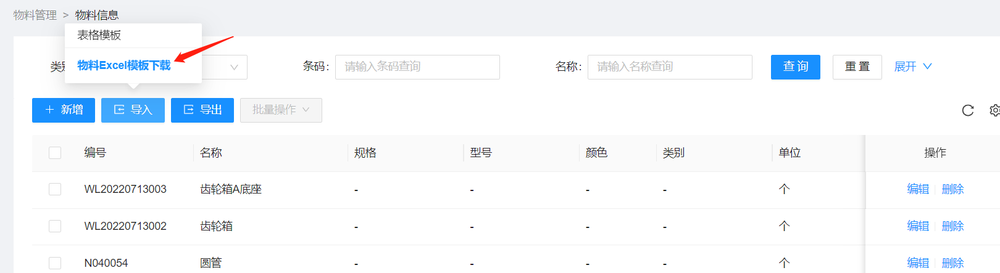 物料管理 > 物料信息
表格模板
物料Excel模板下载
条码: 请输入条码查询 名称: 请输入名称查询 查 询 重 置 展开
新增 导入 导出 批量操作
编号 名称 规格 型号 颜色 类别 单位 操作
WL20220713003 齿轮箱A底座 - - - - 个 编辑 删除
WL20220713002 齿轮箱 - - - - 个 编辑 删除
N040054 圆管 - - - - 个 编辑 删除